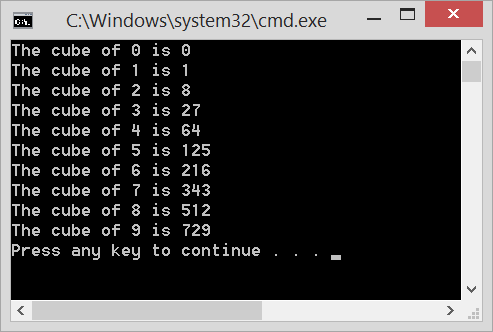 C:\Windows\system32\cmd.exe
The cube of 0 is 0
The cube of 1 is 1
The cube of 2 is 8
The cube of 3 is 27
The cube of 4 is 64
The cube of 5 is 125
The cube of 6 is 216
The cube of 7 is 343
The cube of 8 is 512
The cube of 9 is 729
Press any key to continue . . .